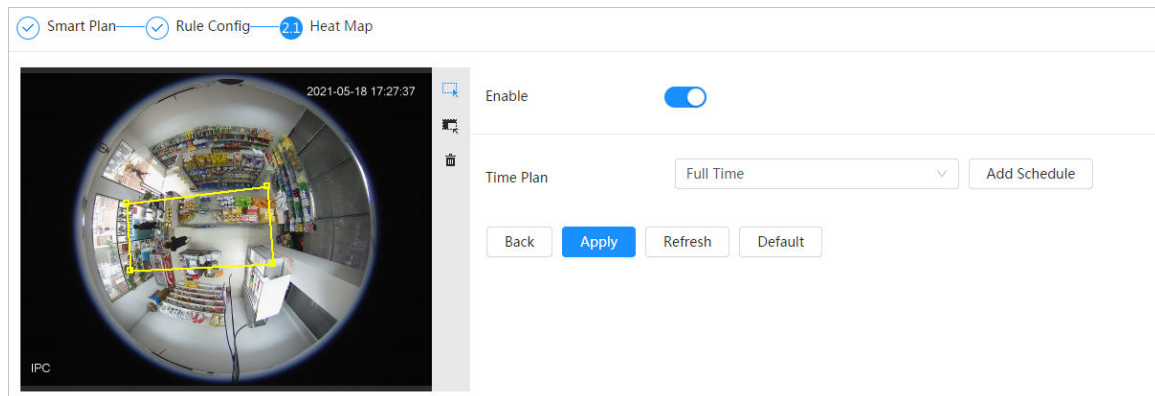 Smart Plan Rule Config 2.1 Heat Map
2021-05-18 17:27:37
Enable
Time Plan Full Time Add Schedule
Back Apply Refresh Default
IPC